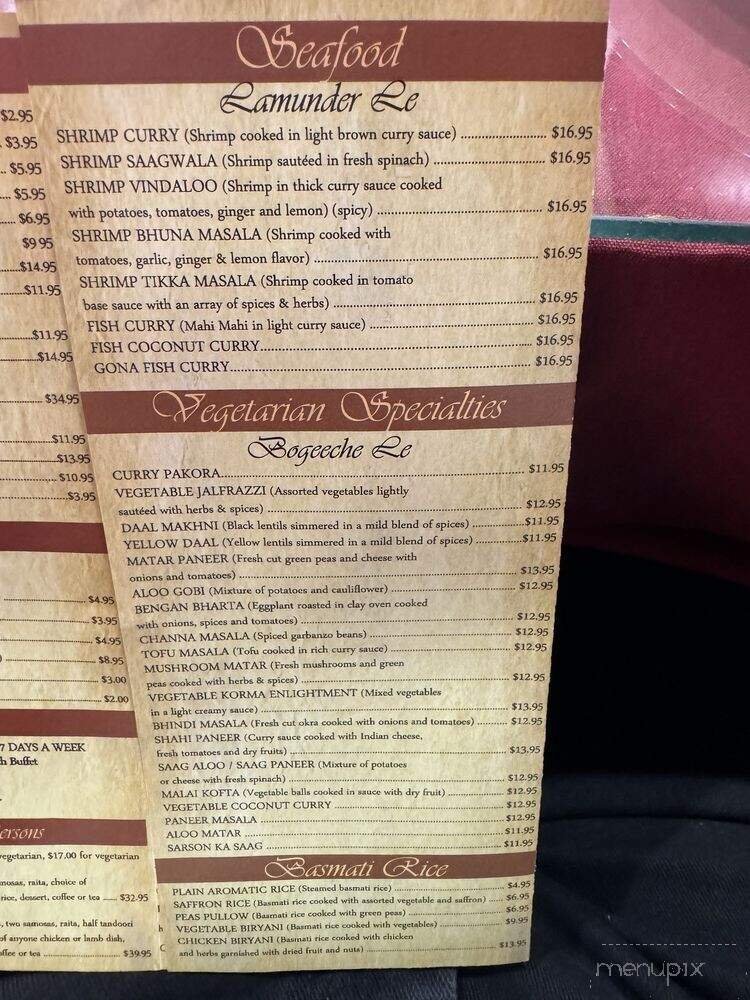 $2.95
$3.95
$5.95
$5.95
$6.95
$9.95
$14.95
$11.95
$11.95
$14.95
$34.95
$11.95
$13.95
$10.95
$3.95
$4.95
$3.95
$4.95
$8.95
$3.00
$2.00
7 DAYS A WEEK
ch Buffet
ersons
vegetarian, $17.00 for vegetarian
mosas, raita, choice of
rice, dessert, coffee or tea ..... $32.95
, two samosas, raita, half tandoori
of anyone chicken or lamb dish,
offee or tea ..... $39.95
Seafood
Lamunder Le
SHRIMP CURRY (Shrimp cooked in light brown curry sauce) ..... $16.95
SHRIMP SAAGWALA (Shrimp sautéed in fresh spinach) ..... $16.95
SHRIMP VINDALOO (Shrimp in thick curry sauce cooked
with potatoes, tomatoes, ginger and lemon) (spicy) ..... $16.95
SHRIMP BHUNA MASALA (Shrimp cooked with
tomatoes, garlic, ginger & lemon flavor) ..... $16.95
SHRIMP TIKKA MASALA (Shrimp cooked in tomato
base sauce with an array of spices & herbs) ..... $16.95
FISH CURRY (Mahi Mahi in light curry sauce) ..... $16.95
FISH COCONUT CURRY..... $16.95
GONA FISH CURRY..... $16.95
Vegetarian Specialties
Bogeeche Le
CURRY PAKORA..... $11.95
VEGETABLE JALFRAZZI (Assorted vegetables lightly
sautéed with herbs & spices) ..... $12.95
DAAL MAKHNI (Black lentils simmered in a mild blend of spices) .....$11.95
YELLOW DAAL (Yellow lentils simmered in a mild blend of spices) .....$11.95
MATAR PANEER (Fresh cut green peas and cheese with
onions and tomatoes) ..... $13.95
ALOO GOBI (Mixture of potatoes and cauliflower) ..... $12.95
BENGAN BHARTA (Eggplant roasted in clay oven cooked
with onions, spices and tomatoes) ..... $12.95
CHANNA MASALA (Spiced garbanzo beans) ..... $12.95
TOFU MASALA (Tofu cooked in rich curry sauce) ..... $12.95
MUSHROOM MATAR (Fresh mushrooms and green
peas cooked with herbs & spices) ..... $12.95
VEGETABLE KORMA ENLIGHTMENT (Mixed vegetables
in a light creamy sauce) ..... $13.95
BHINDI MASALA (Fresh cut okra cooked with onions and tomatoes) ..... $12.95
SHAHI PANEER (Curry sauce cooked with Indian cheese,
fresh tomatoes and dry fruits) ..... $13.95
SAAG ALOO / SAAG PANEER (Mixture of potatoes
or cheese with fresh spinach) ..... $12.95
MALAI KOFTA (Vegetable balls cooked in sauce with dry fruit) ..... $12.95
VEGETABLE COCONUT CURRY ..... $12.95
PANEER MASALA ..... $12.95
ALOO MATAR ..... $11.95
SARSON KA SAAG ..... $11.95
Basmati Rice
PLAIN AROMATIC RICE (Steamed basmati rice) ..... $4.95
SAFFRON RICE (Basmati rice cooked with assorted vegetable and saffron) ..... $6.95
PEAS PULLOW (Basmati rice cooked with green peas) ..... $6.95
VEGETABLE BIRYANI (Basmati rice cooked with vegetables) ..... $9.95
CHICKEN BIRYANI (Basmati rice cooked with chicken
and herbs garnished with dried fruit and nuts) ..... $13.95
menupix